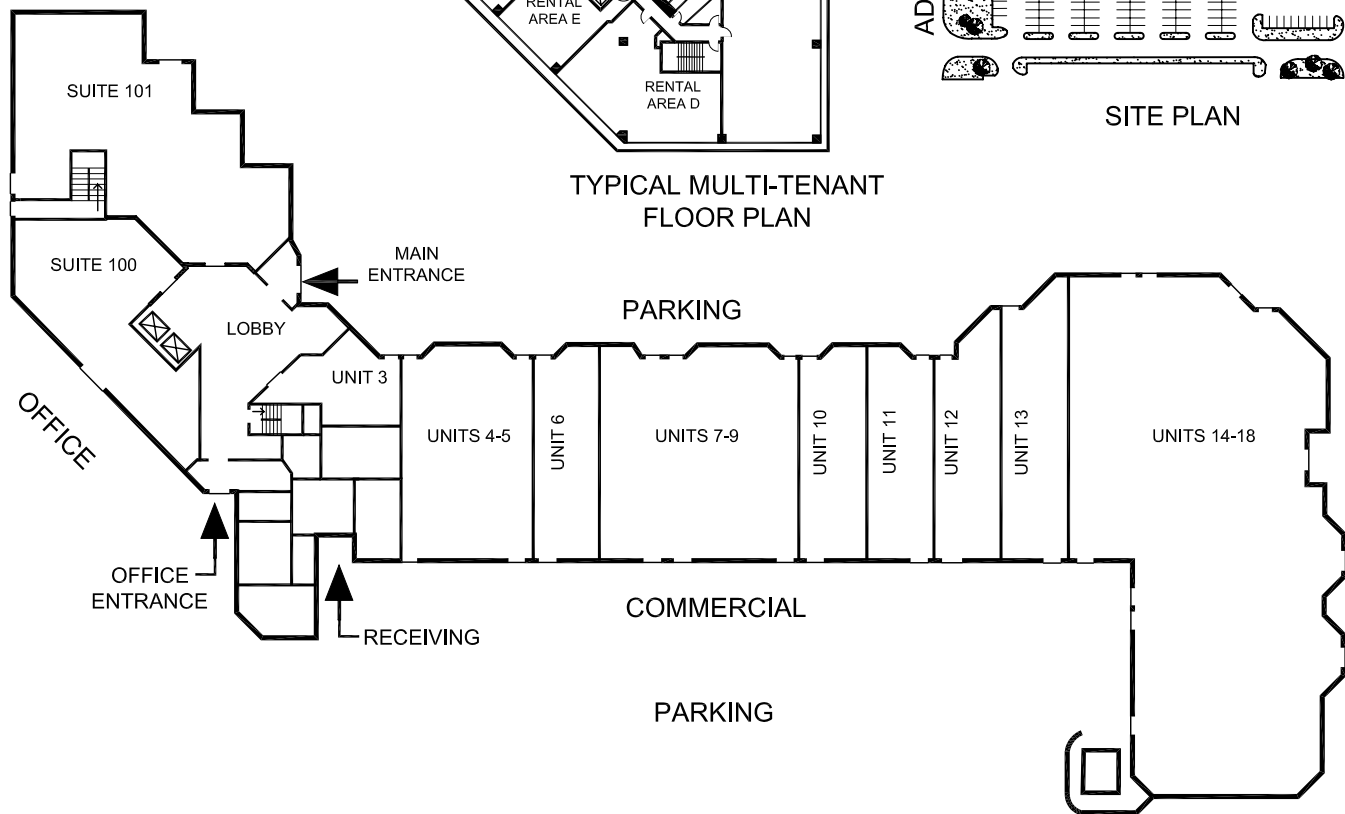 RENTAL
AREA E
RENTAL
AREA D
TYPICAL MULTI-TENANT
FLOOR PLAN
AD
SITE PLAN
SUITE 101
SUITE 100
MAIN
ENTRANCE
LOBBY
PARKING
UNIT 3
OFFICE
UNITS 4-5
UNIT 6
UNITS 7-9
UNIT 10
UNIT 11
UNIT 12
UNIT 13
UNITS 14-18
OFFICE
ENTRANCE
RECEIVING
COMMERCIAL
PARKING